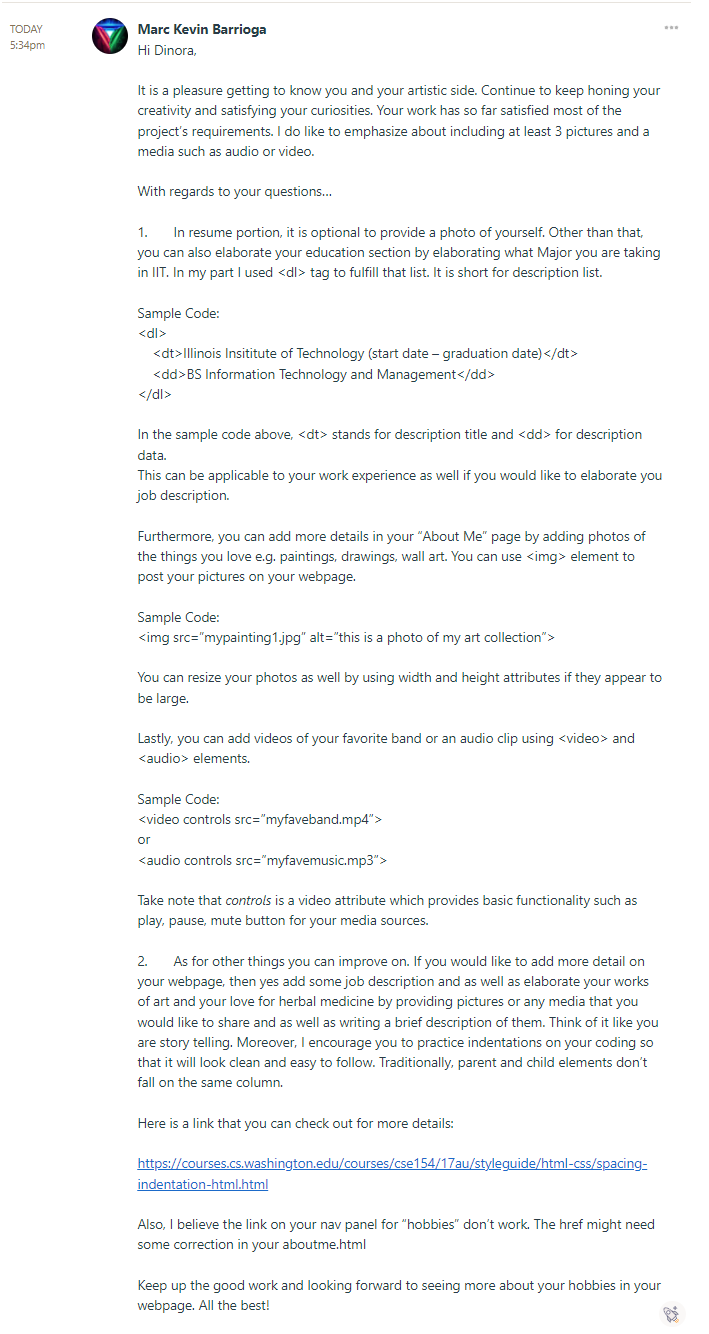 TODAY
5:34pm
Marc Kevin Barrioga
Hi Dinora,
It is a pleasure getting to know you and your artistic side. Continue to keep honing your
creativity and satisfying your curiosities. Your work has so far satisfied most of the
project's requirements. I do like to emphasize about including at least 3 pictures and a
media such as audio or video.
With regards to your questions...
1. In resume portion, it is optional to provide a photo of yourself. Other than that,
you can also elaborate your education section by elaborating what Major you are taking
in IIT. In my part I used <dl> tag to fulfill that list. It is short for description list.
Sample Code:
<dl>
<dt>Illinois Insititute of Technology (start date – graduation date)</dt>
<dd>BS Information Technology and Management</dd>
</dl>
In the sample code above, <dt> stands for description title and <dd> for description
data.
This can be applicable to your work experience as well if you would like to elaborate you
job description.
Furthermore, you can add more details in your “About Me” page by adding photos of
the things you love e.g. paintings, drawings, wall art. You can use <img> element to
post your pictures on your webpage.
Sample Code:
<img src=”mypainting1.jpg” alt=”this is a photo of my art collection”>
You can resize your photos as well by using width and height attributes if they appear to
be large.
Lastly, you can add videos of your favorite band or an audio clip using <video> and
<audio> elements.
Sample Code:
<video controls src=”myfaveband.mp4”>
or
<audio controls src=”myfavemusic.mp3”>
Take note that controls is a video attribute which provides basic functionality such as
play, pause, mute button for your media sources.
2. As for other things you can improve on. If you would like to add more detail on
your webpage, then yes add some job description and as well as elaborate your works
of art and your love for herbal medicine by providing pictures or any media that you
would like to share and as well as writing a brief description of them. Think of it like you
are story telling. Moreover, I encourage you to practice indentations on your coding so
that it will look clean and easy to follow. Traditionally, parent and child elements don't
fall on the same column.
Here is a link that you can check out for more details:
https://courses.cs.washington.edu/courses/cse154/17au/styleguide/html-css/spacing-
indentation-html.html
Also, I believe the link on your nav panel for “hobbies” don't work. The href might need
some correction in your aboutme.html
Keep up the good work and looking forward to seeing more about your hobbies in your
webpage. All the best!